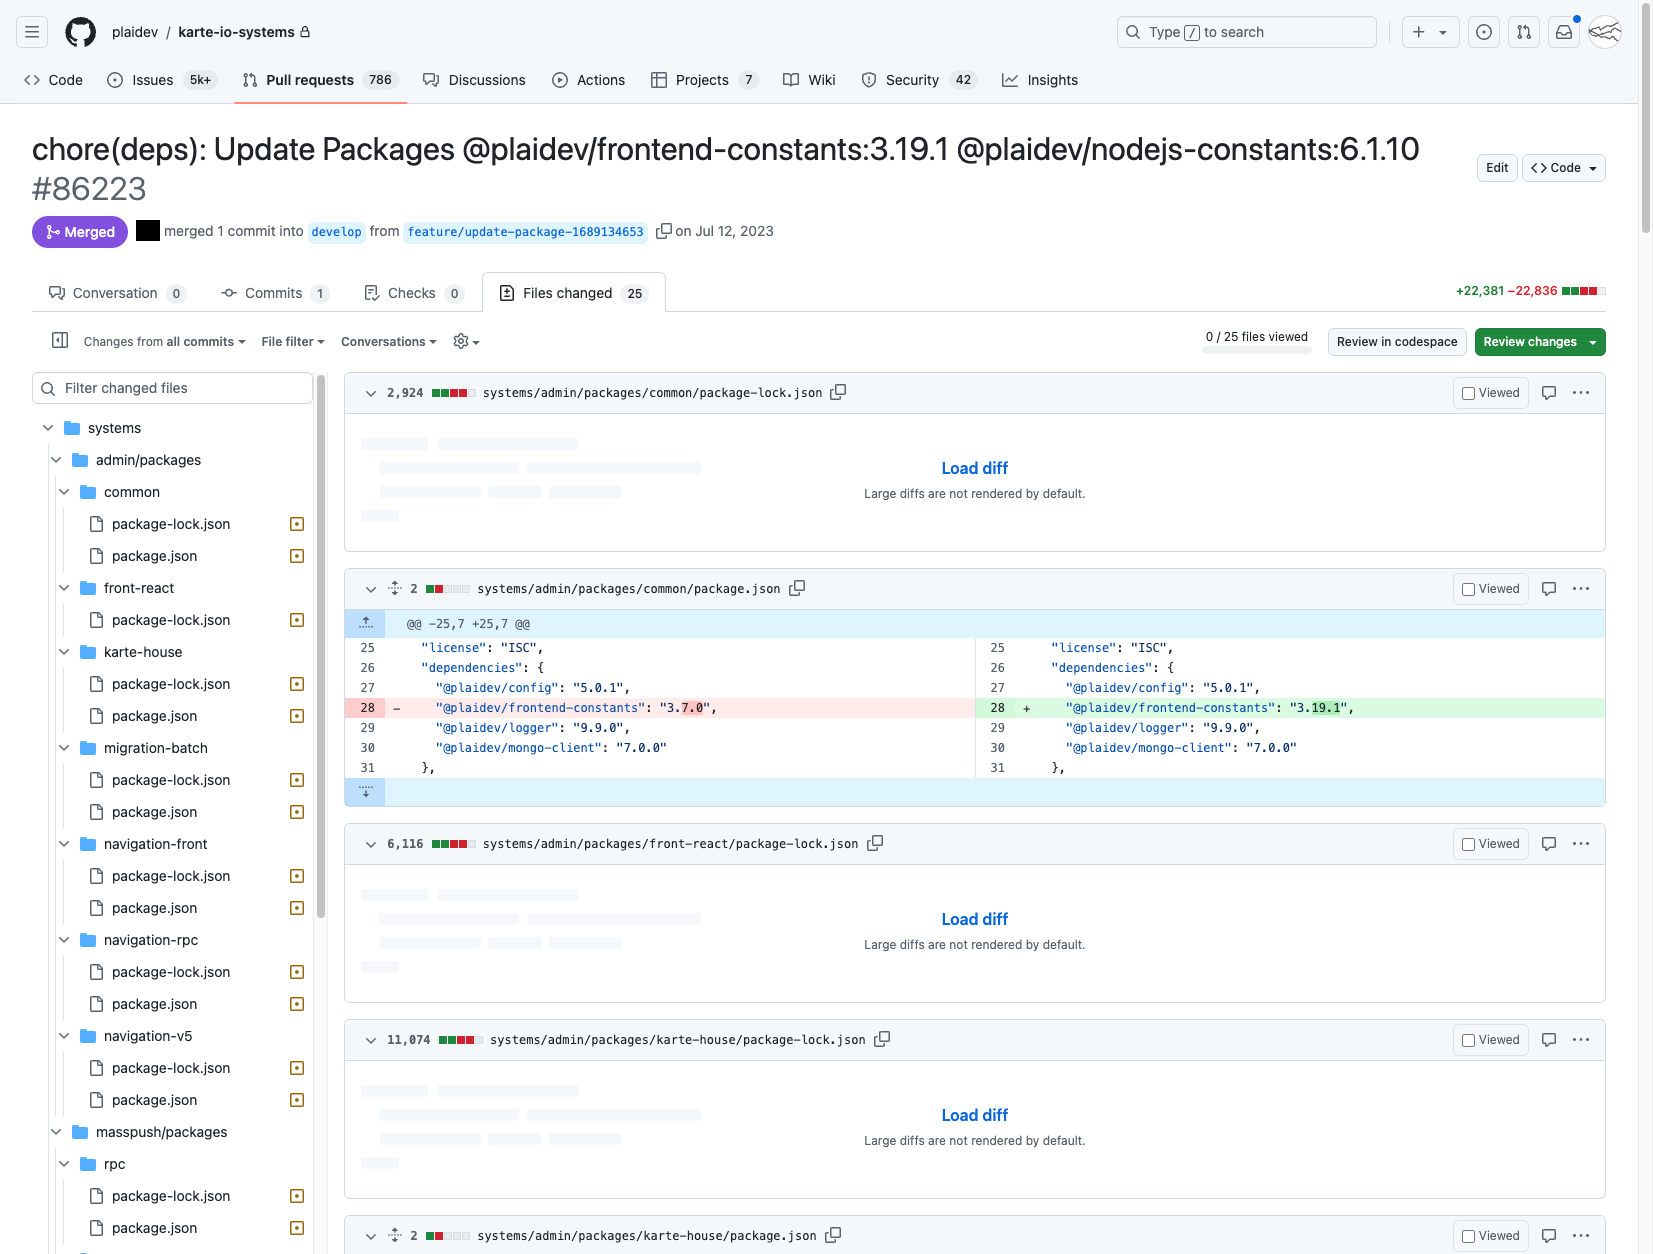 plaidev / karte-io-systems
Type / to search
Code
Issues 5k+
Pull requests 786
Discussions
Actions
Projects 7
Wiki
Security 42
Insights
chore(deps): Update Packages @plaidev/frontend-constants:3.19.1 @plaidev/nodejs-constants:6.1.10
#86223
Edit
<> Code
Merged
merged 1 commit into develop from feature/update-package-1689134653 on Jul 12, 2023
Conversation 0
Commits 1
Checks 0
Files changed 25
+22,381 −22,836
Changes from all commits
File filter
Conversations
0 / 25 files viewed
Review in codespace
Review changes
Filter changed files
systems
admin/packages
common
package-lock.json
package.json
front-react
package-lock.json
karte-house
package-lock.json
package.json
migration-batch
package-lock.json
package.json
navigation-front
package-lock.json
package.json
navigation-rpc
package-lock.json
package.json
navigation-v5
package-lock.json
package.json
masspush/packages
rpc
package-lock.json
package.json
2,924 systems/admin/packages/common/package-lock.json
Viewed
Load diff
Large diffs are not rendered by default.
2 systems/admin/packages/common/package.json
Viewed
@@ -25,7 +25,7 @@
25 "license": "ISC",
26 "dependencies": {
27 "@plaidev/config": "5.0.1",
28 - "@plaidev/frontend-constants": "3.7.0",
29 "@plaidev/logger": "9.9.0",
30 "@plaidev/mongo-client": "7.0.0"
31 },
25 "license": "ISC",
26 "dependencies": {
27 "@plaidev/config": "5.0.1",
28 + "@plaidev/frontend-constants": "3.19.1",
29 "@plaidev/logger": "9.9.0",
30 "@plaidev/mongo-client": "7.0.0"
31 },
6,116 systems/admin/packages/front-react/package-lock.json
Viewed
Load diff
Large diffs are not rendered by default.
11,074 systems/admin/packages/karte-house/package-lock.json
Viewed
Load diff
Large diffs are not rendered by default.
2 systems/admin/packages/karte-house/package.json
Viewed